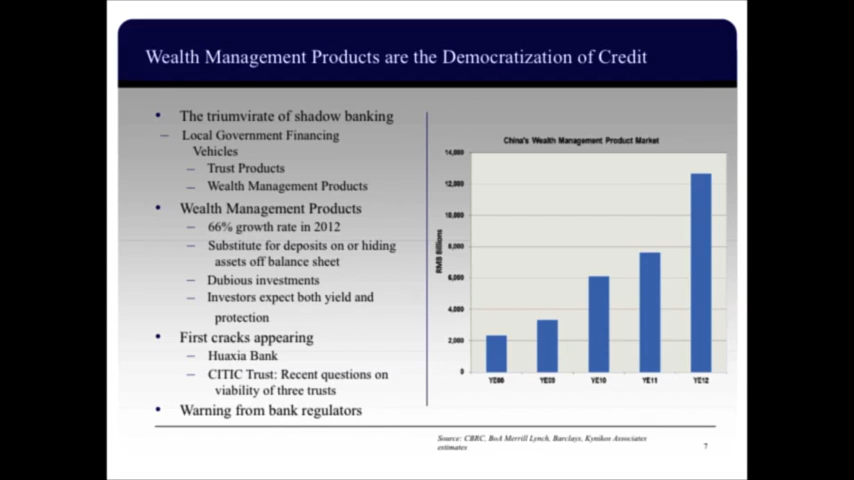 Wealth Management Products are the Democratization of Credit
• The triumvirate of shadow banking
– Local Government Financing
Vehicles
– Trust Products
– Wealth Management Products
• Wealth Management Products
– 66% growth rate in 2012
– Substitute for deposits on or hiding
assets off balance sheet
– Dubious investments
– Investors expect both yield and
protection
• First cracks appearing
– Huaxia Bank
– CITIC Trust: Recent questions on
viability of three trusts
• Warning from bank regulators
China's Wealth Management Product Market
RMB Billions
14,000
12,000
10,000
8,000
6,000
4,000
2,000
0
YE08 YE09 YE10 YE11 YE12
Source: CBRC, BoA Merrill Lynch, Barclays, Kynikos Associates
estimates
7